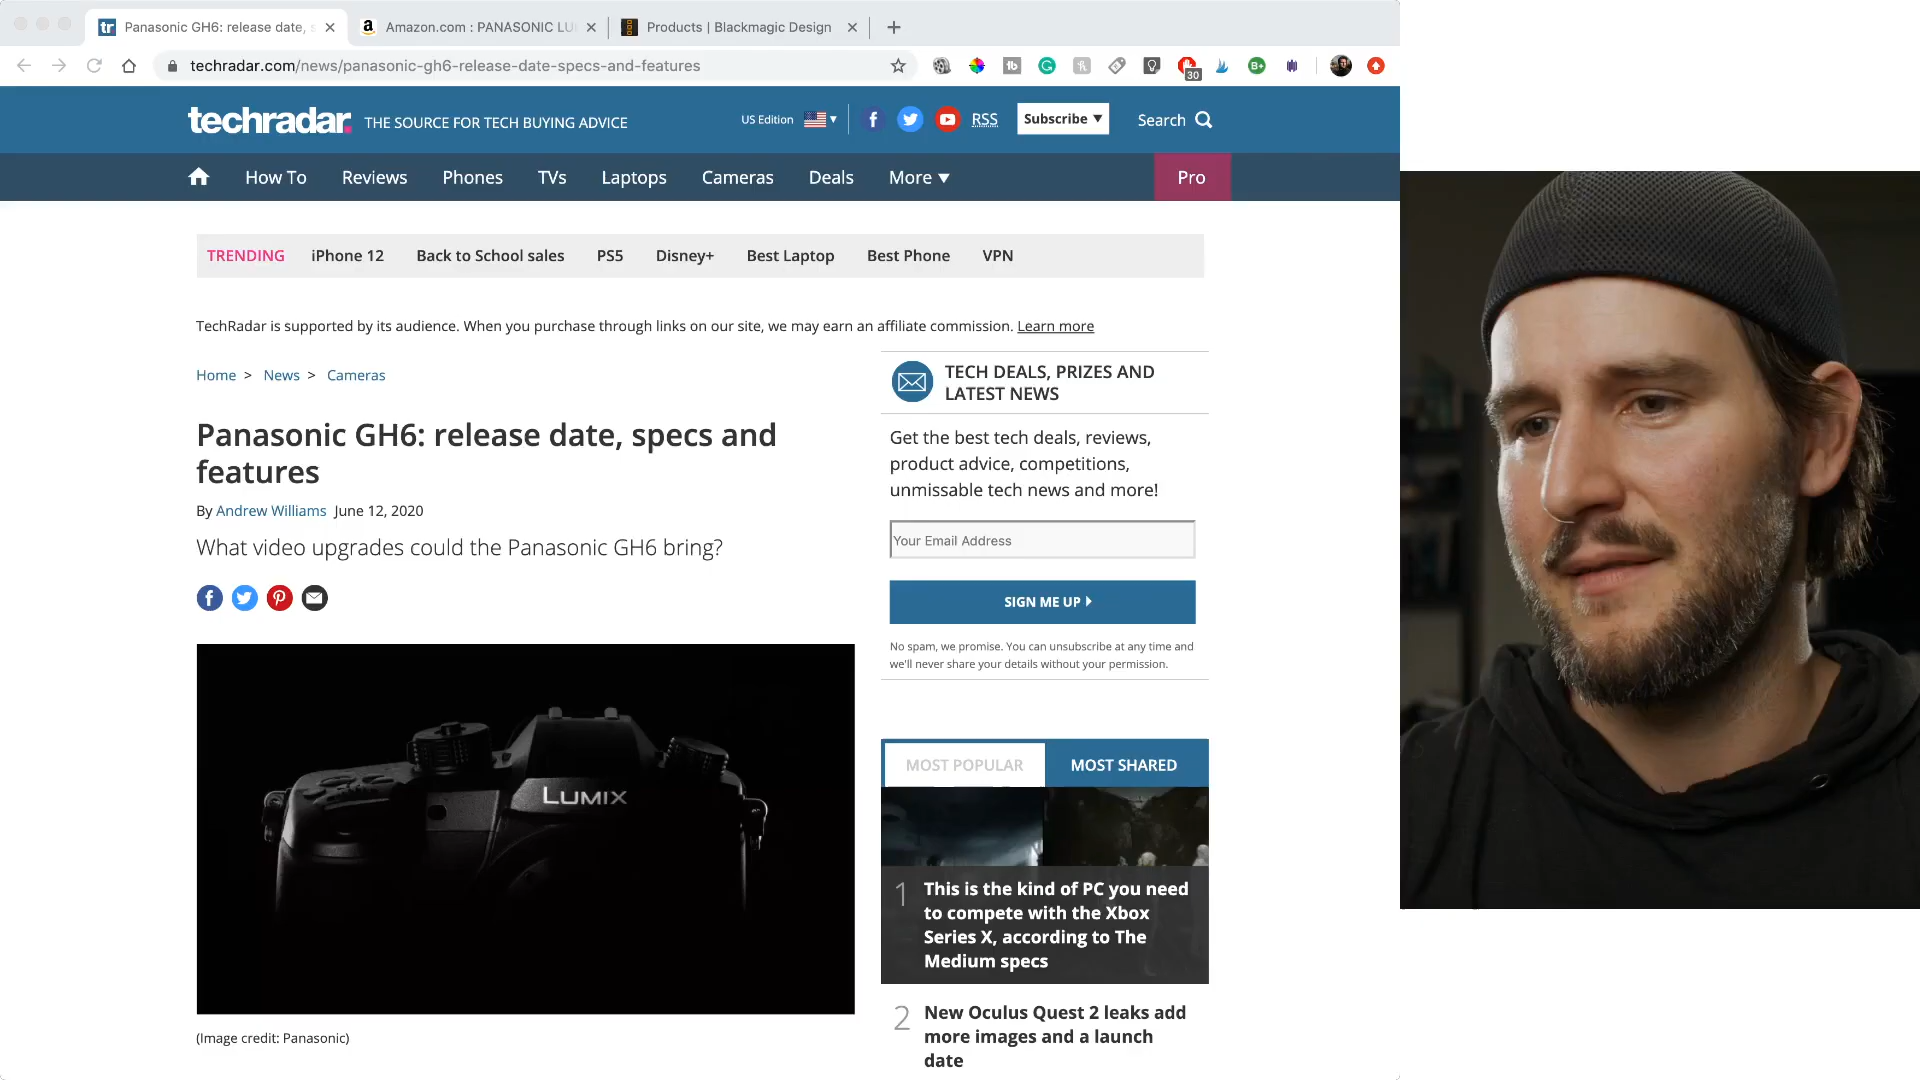 tr Panasonic GH6: release date, s
a Amazon.com : PANASONIC LU
Products | Blackmagic Design
techradar.com/news/panasonic-gh6-release-date-specs-and-features
tb
30
B+
techradar.
THE SOURCE FOR TECH BUYING ADVICE
US Edition
RSS
Subscribe ▼
Search
How To
Reviews
Phones
TVs
Laptops
Cameras
Deals
More ▼
Pro
TRENDING
iPhone 12
Back to School sales
PS5
Disney+
Best Laptop
Best Phone
VPN
TechRadar is supported by its audience. When you purchase through links on our site, we may earn an affiliate commission. Learn more
Home > News > Cameras
Panasonic GH6: release date, specs and
features
By Andrew Williams June 12, 2020
What video upgrades could the Panasonic GH6 bring?
LUMIX
(Image credit: Panasonic)
TECH DEALS, PRIZES AND
LATEST NEWS
Get the best tech deals, reviews,
product advice, competitions,
unmissable tech news and more!
Your Email Address
SIGN ME UP
No spam, we promise. You can unsubscribe at any time and
we'll never share your details without your permission.
MOST POPULAR
MOST SHARED
1 This is the kind of PC you need
to compete with the Xbox
Series X, according to The
Medium specs
2 New Oculus Quest 2 leaks add
more images and a launch
date